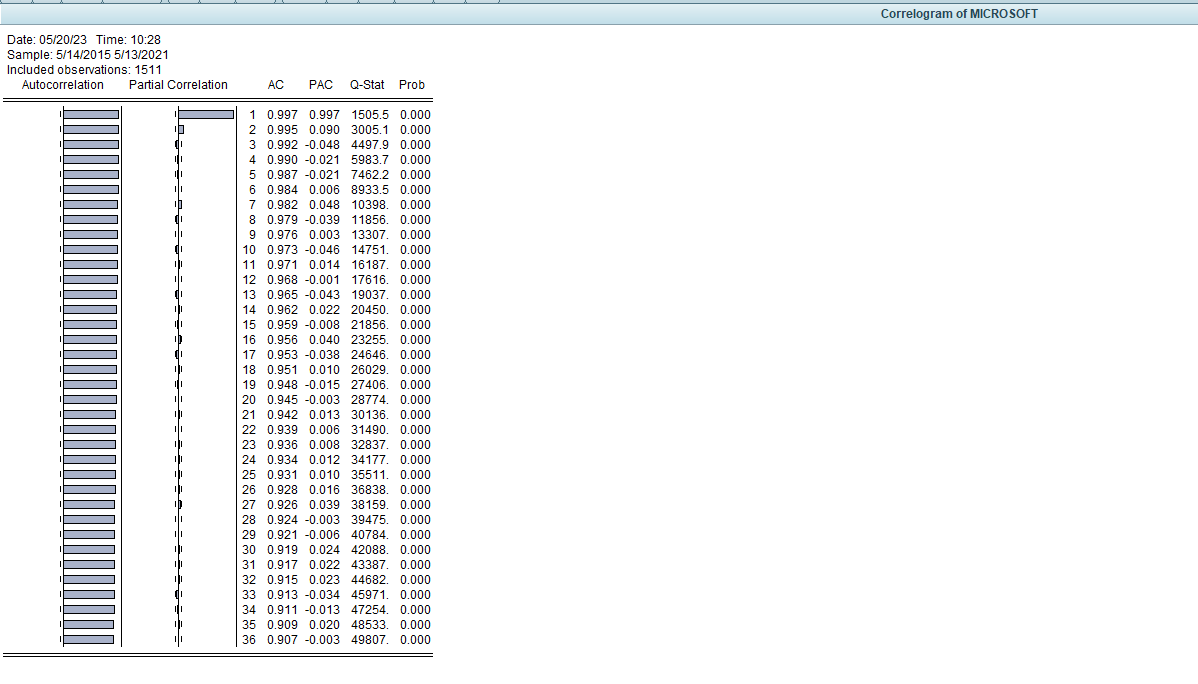 Correlogram of MICROSOFT
Date: 05/20/23 Time: 10:28
Sample: 5/14/2015 5/13/2021
Included observations: 1511
Autocorrelation Partial Correlation AC PAC Q-Stat Prob
1 0.997 0.997 1505.5 0.000
2 0.995 0.090 3005.1 0.000
3 0.992 -0.048 4497.9 0.000
4 0.990 -0.021 5983.7 0.000
5 0.987 -0.021 7462.2 0.000
6 0.984 0.006 8933.5 0.000
7 0.982 0.048 10398. 0.000
8 0.979 -0.039 11856. 0.000
9 0.976 0.003 13307. 0.000
10 0.973 -0.046 14751. 0.000
11 0.971 0.014 16187. 0.000
12 0.968 -0.001 17616. 0.000
13 0.965 -0.043 19037. 0.000
14 0.962 0.022 20450. 0.000
15 0.959 -0.008 21856. 0.000
16 0.956 0.040 23255. 0.000
17 0.953 -0.038 24646. 0.000
18 0.951 0.010 26029. 0.000
19 0.948 -0.015 27406. 0.000
20 0.945 -0.003 28774. 0.000
21 0.942 0.013 30136. 0.000
22 0.939 0.006 31490. 0.000
23 0.936 0.008 32837. 0.000
24 0.934 0.012 34177. 0.000
25 0.931 0.010 35511. 0.000
26 0.928 0.016 36838. 0.000
27 0.926 0.039 38159. 0.000
28 0.924 -0.003 39475. 0.000
29 0.921 -0.006 40784. 0.000
30 0.919 0.024 42088. 0.000
31 0.917 0.022 43387. 0.000
32 0.915 0.023 44682. 0.000
33 0.913 -0.034 45971. 0.000
34 0.911 -0.013 47254. 0.000
35 0.909 0.020 48533. 0.000
36 0.907 -0.003 49807. 0.000